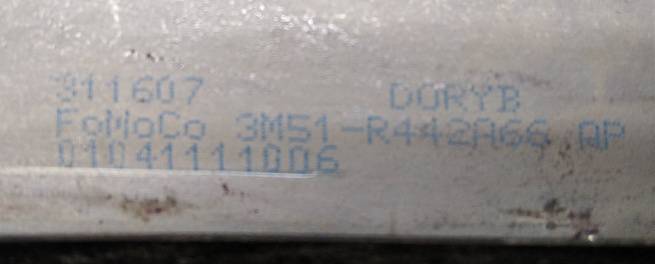 311607 DORYB
FoMoCo 3M51-R442A66 AP
01041111006